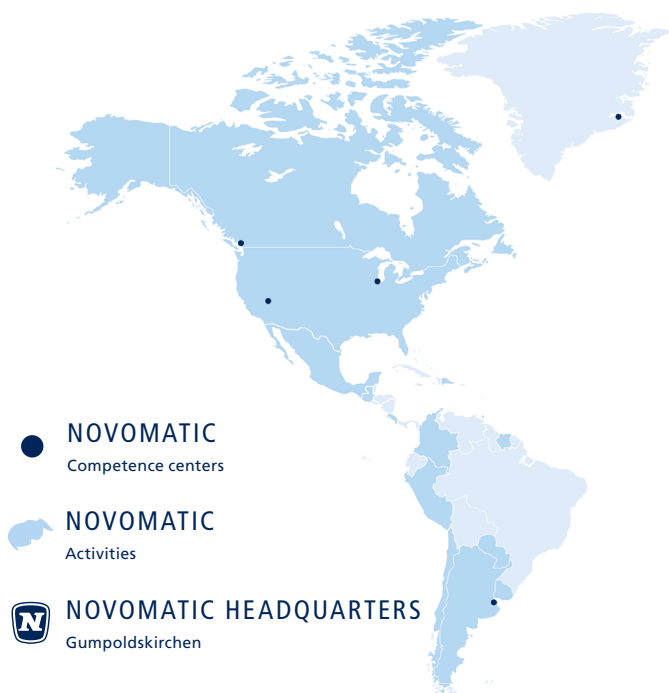 NOVOMATIC
Competence centers
NOVOMATIC
Activities
N
NOVOMATIC HEADQUARTERS
Gumpoldskirchen